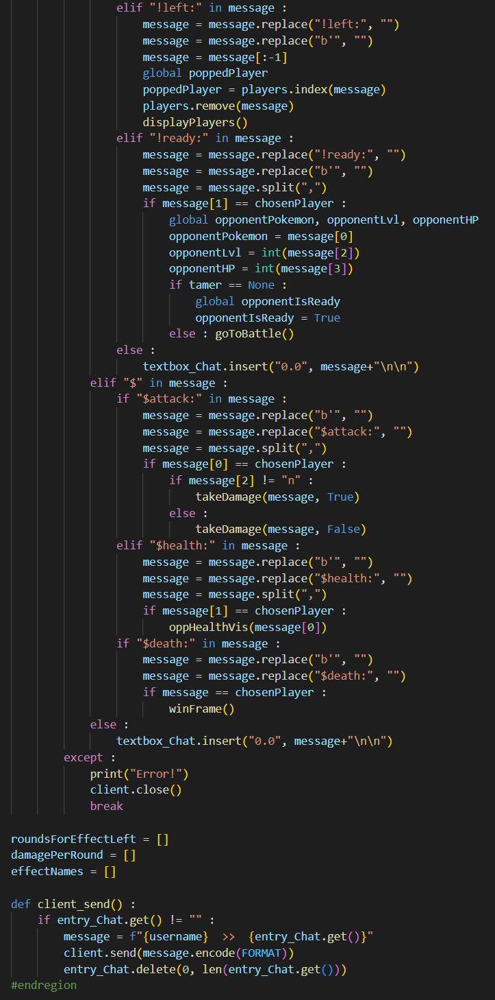 elif "!left:" in message :
message = message.replace("!left:", "")
message = message.replace("b'", "")
message = message[:-1]
global poppedPlayer
poppedPlayer = players.index(message)
players.remove(message)
displayPlayers()
elif "!ready:" in message :
message = message.replace("!ready:", "")
message = message.replace("b'", "")
message = message.split(",")
if message[1] == chosenPlayer :
global opponentPokemon, opponentLvl, opponentHP
opponentPokemon = message[0]
opponentLvl = int(message[2])
opponentHP = int(message[3])
if tamer == None :
global opponentIsReady
opponentIsReady = True
else : goToBattle()
else :
textbox_Chat.insert("0.0", message+"\n\n")
elif "$" in message :
if "$attack:" in message :
message = message.replace("b'", "")
message = message.replace("$attack:", "")
message = message.split(",")
if message[0] == chosenPlayer :
if message[2] != "n" :
takeDamage(message, True)
else :
takeDamage(message, False)
elif "$health:" in message :
message = message.replace("b'", "")
message = message.replace("$health:", "")
message = message.split(",")
if message[1] == chosenPlayer :
oppHealthVis(message[0])
if "$death:" in message :
message = message.replace("b'", "")
message = message.replace("$death:", "")
if message == chosenPlayer :
winFrame()
else :
textbox_Chat.insert("0.0", message+"\n\n")
except :
print("Error!")
client.close()
break
roundsForEffectLeft = []
damagePerRound = []
effectNames = []
def client_send() :
if entry_Chat.get() != "" :
message = f"{username}  >>  {entry_Chat.get()}"
client.send(message.encode(FORMAT))
entry_Chat.delete(0, len(entry_Chat.get()))
#endregion